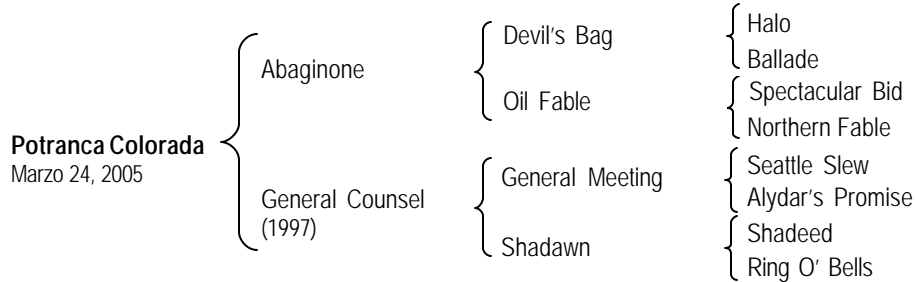 Potranca Colorada
Marzo 24, 2005
Abaginone
General Counsel
(1997)
Devil's Bag
Oil Fable
General Meeting
Shadawn
Halo
Ballade
Spectacular Bid
Northern Fable
Seattle Slew
Alydar's Promise
Shadeed
Ring O' Bells